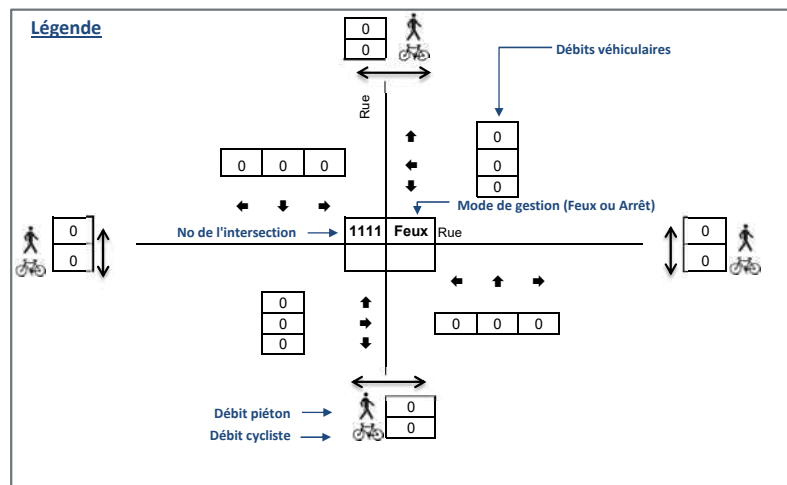 Légende
0
0
Débits véhiculaires
Rue
0
0
0
0 0 0
Mode de gestion (Feux ou Arrêt)
No de l'intersection
1111 Feux Rue
0
0
0
0
0
0
0
0 0 0
Débit piéton
0
Débit cycliste
0